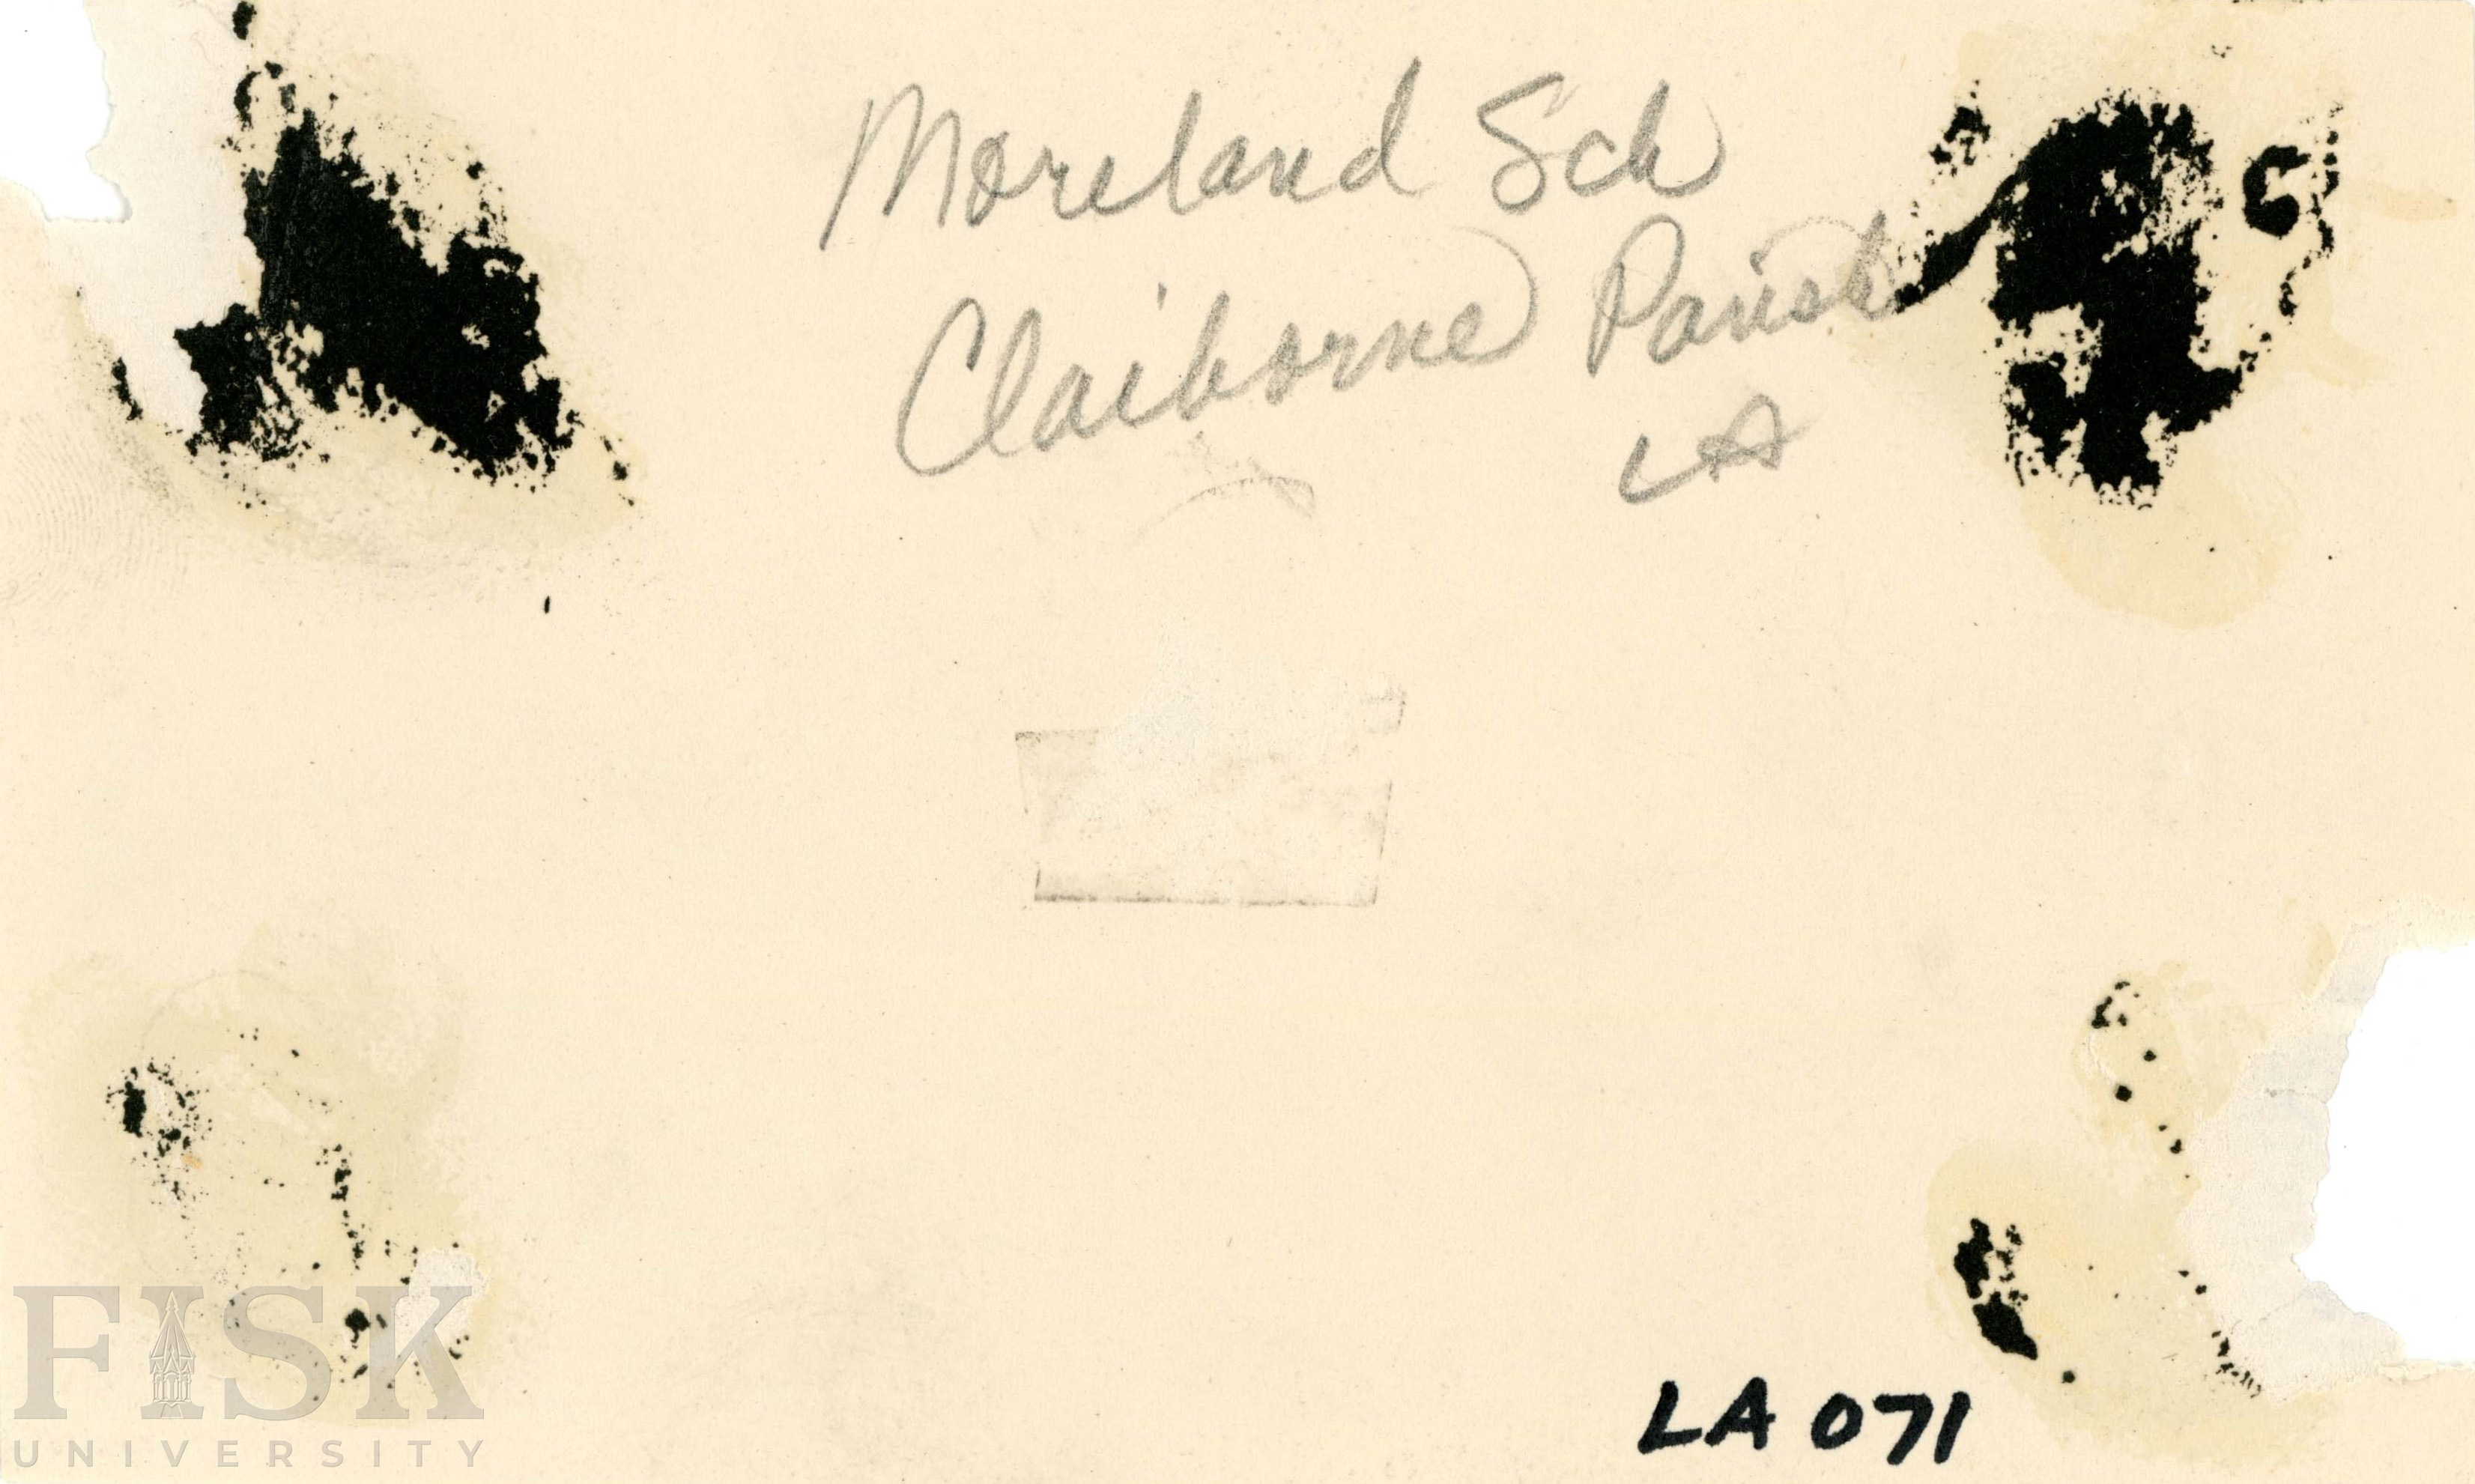 Moreland Sch
Claiborne Parish
LA
LA 071
FISK
UNIVERSITY